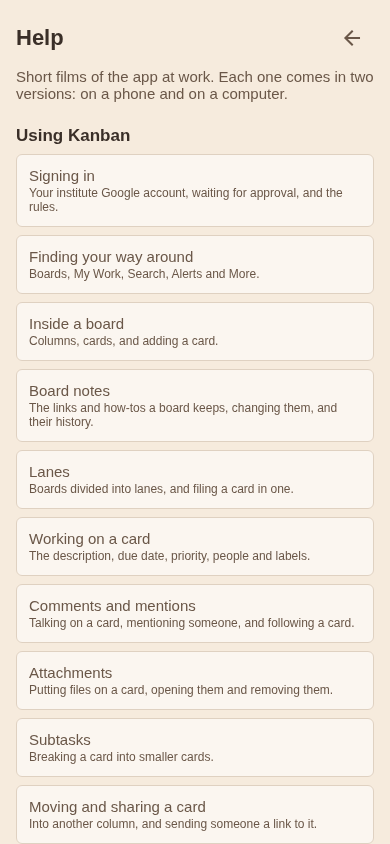 Help
Short films of the app at work. Each one comes in two
versions: on a phone and on a computer.
Using Kanban
Signing in
Your institute Google account, waiting for approval, and the
rules.
Finding your way around
Boards, My Work, Search, Alerts and More.
Inside a board
Columns, cards, and adding a card.
Board notes
The links and how-tos a board keeps, changing them, and
their history.
Lanes
Boards divided into lanes, and filing a card in one.
Working on a card
The description, due date, priority, people and labels.
Comments and mentions
Talking on a card, mentioning someone, and following a card.
Attachments
Putting files on a card, opening them and removing them.
Subtasks
Breaking a card into smaller cards.
Moving and sharing a card
Into another column, and sending someone a link to it.